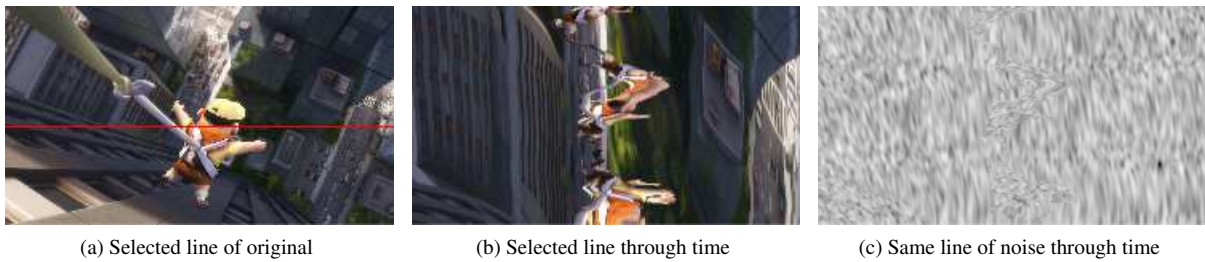 (a) Selected line of original
(b) Selected line through time
(c) Same line of noise through time